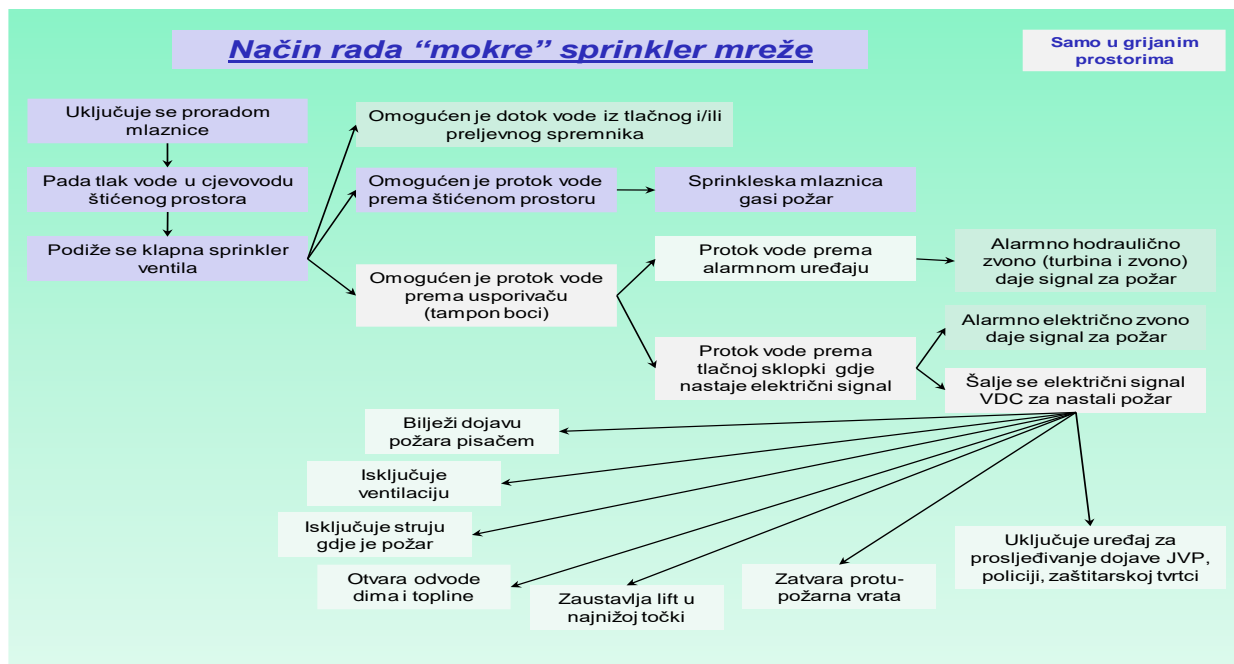 Način rada “mokre” sprinkler mreže
Samo u grijanim
prostorima
Uključuje se proradom
mlaznice
Pada tlak vode u cjevovodu
štićenog prostora
Podiže se klapna sprinkler
ventila
Omogućen je dotok vode iz tlačnog i/ili
preljevnog spremnika
Omogućen je protok vode
prema štićenom prostoru
Sprinkleska mlaznica
gasi požar
Omogućen je protok vode
prema usporivaču
(tampon boci)
Protok vode prema
alarmnom uređaju
Alarmno hodraulično
zvono (turbina i zvono)
daje signal za požar
Protok vode prema
tlačnoj sklopki gdje
nastaje električni signal
Alarmno električno zvono
daje signal za požar
Šalje se električni signal
VDC za nastali požar
Bilježi dojavu
požara pisačem
Isključuje
ventilaciju
Isključuje struju
gdje je požar
Otvara odvode
dima i topline
Zaustavlja lift u
najnižoj točki
Zatvara protu-
požarna vrata
Uključuje uređaj za
prosljeđivanje dojave JVP,
policiji, zaštitarskoj tvrtci